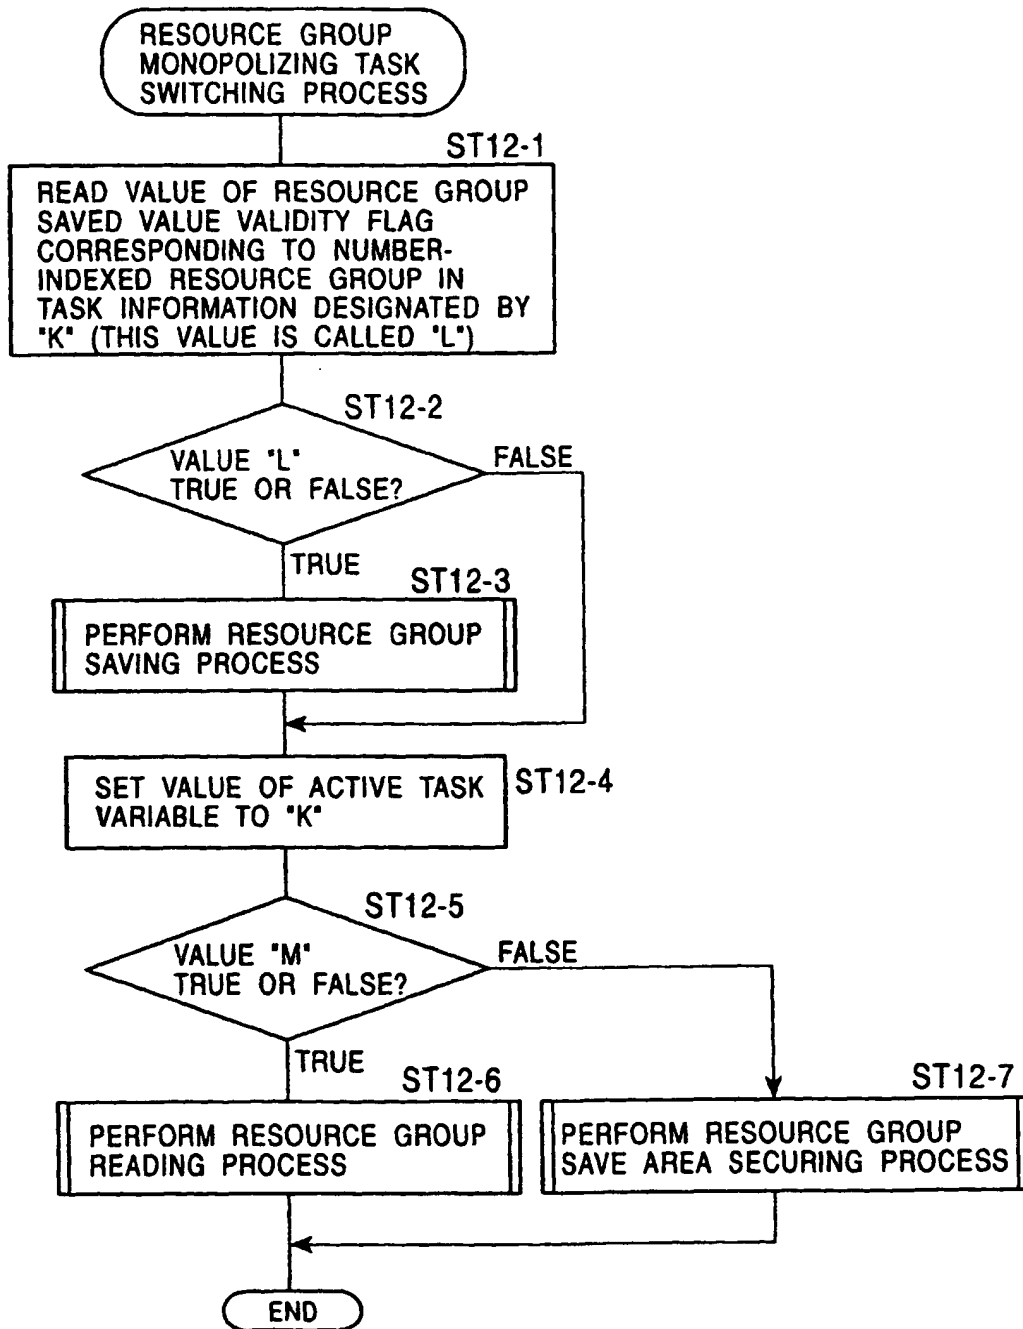 RESOURCE GROUP
MONOPOLIZING TASK
SWITCHING PROCESS
ST12-1
READ VALUE OF RESOURCE GROUP
SAVED VALUE VALIDITY FLAG
CORRESPONDING TO NUMBER-
INDEXED RESOURCE GROUP IN
TASK INFORMATION DESIGNATED BY
"K" (THIS VALUE IS CALLED "L")
ST12-2
VALUE "L"
TRUE OR FALSE?
FALSE
TRUE
ST12-3
PERFORM RESOURCE GROUP
SAVING PROCESS
SET VALUE OF ACTIVE TASK
VARIABLE TO "K"
ST12-4
ST12-5
VALUE "M"
TRUE OR FALSE?
FALSE
TRUE
ST12-6
PERFORM RESOURCE GROUP
READING PROCESS
ST12-7
PERFORM RESOURCE GROUP
SAVE AREA SECURING PROCESS
END